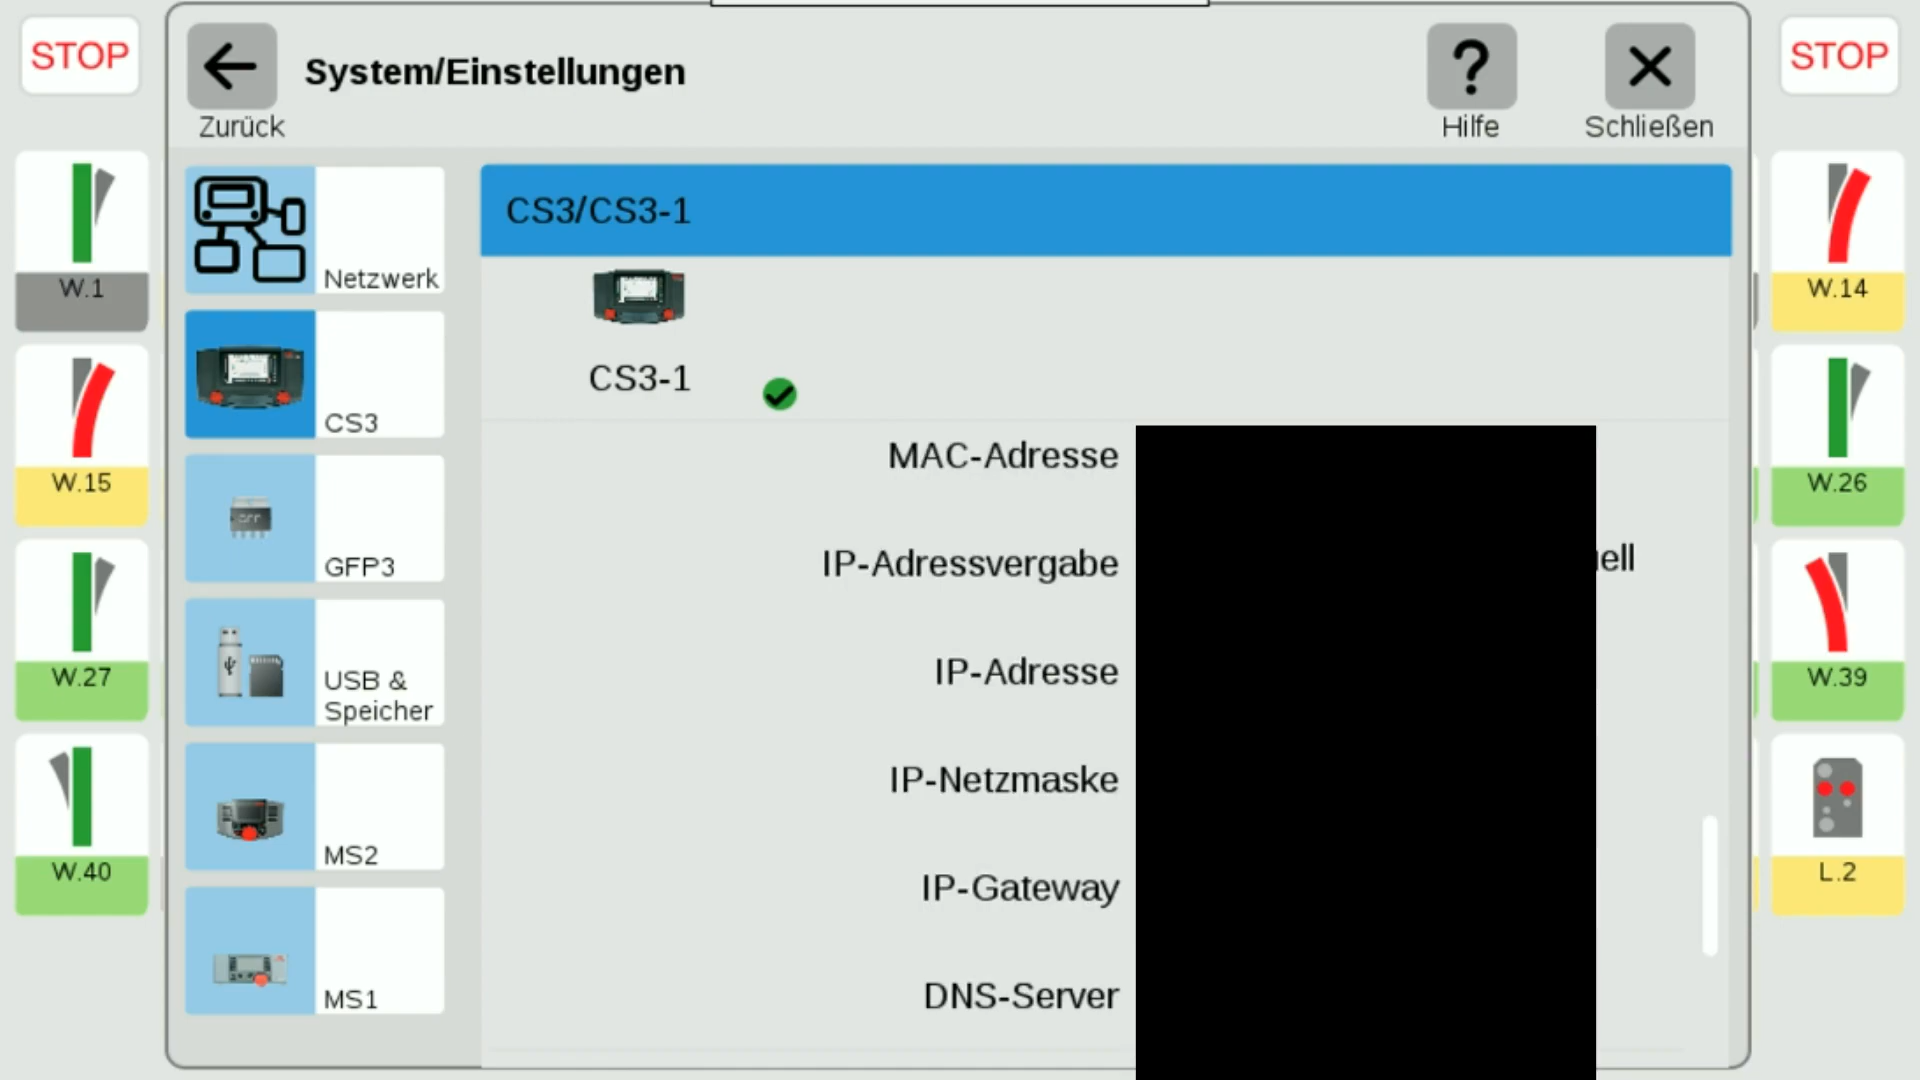 STOP
System/Einstellungen
STOP
Zurück
Hilfe
Schließen
CS3/CS3-1
Netzwerk
W.1
W.14
CS3-1
CS3
MAC-Adresse
W.15
W.26
IP-Adressvergabe
ell
GFP3
IP-Adresse
W.27
W.39
USB &
Speicher
IP-Netzmaske
MS2
W.40
L.2
IP-Gateway
MS1
DNS-Server